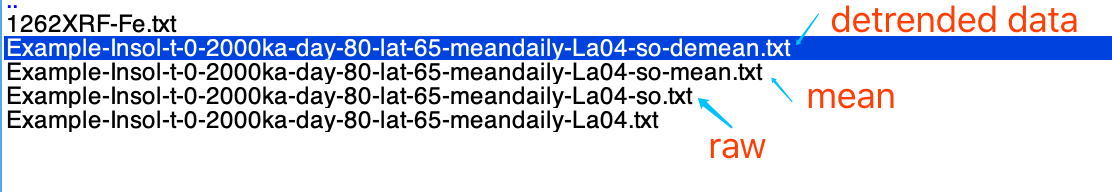 ..
1262XRF-Fe.txt
detrended data
Example-Insol-t-0-2000ka-day-80-lat-65-meandaily-La04-so-demean.txt
Example-Insol-t-0-2000ka-day-80-lat-65-meandaily-La04-so-mean.txt
mean
Example-Insol-t-0-2000ka-day-80-lat-65-meandaily-La04-so.txt
Example-Insol-t-0-2000ka-day-80-lat-65-meandaily-La04.txt
raw